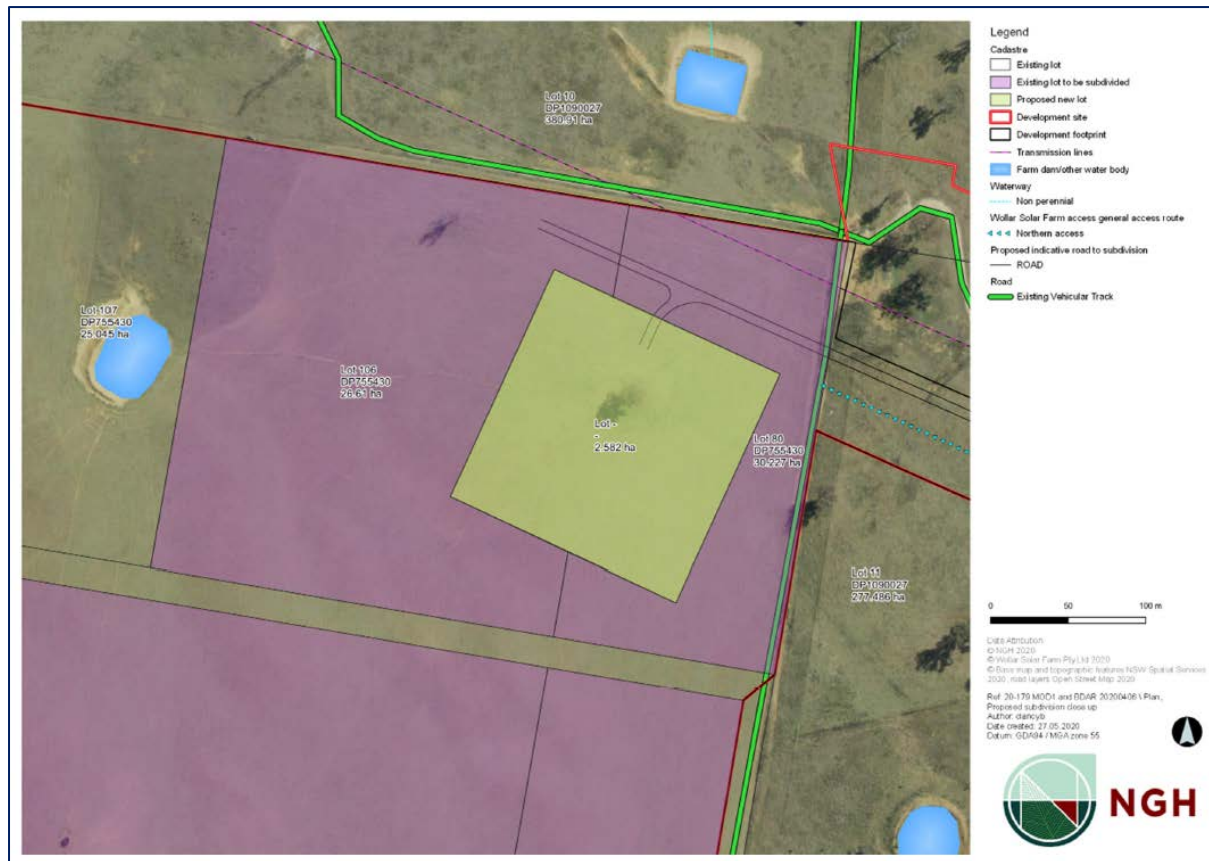 Lot 10
DP1090027
380.91 ha
Lot 107
DP755430
25.045 ha
Lot 106
DP755430
26.61 ha
Lot -
-
2.582 ha
Lot 80
DP755430
30.227 ha
Lot 11
DP1090027
277.486 ha
Legend
Cadastre
Existing lot
Existing lot to be subdivided
Proposed new lot
Development site
Development footprint
Transmission lines
Farm dam/other water body
Waterway
Non perennial
Wollar Solar Farm access general access route
Northern access
Proposed indicative road to subdivision
ROAD
Road
Existing Vehicular Track
0 50 100 m
Data Attribution
© NGH 2020
© Wollar Solar Farm Pty Ltd 2020
© Base map and topographic features NSW Spatial Services
2020, road layers Open Street Map 2020
Ref: 20-179 MOD1 and BDAR 20200406 \ Plan_
Proposed subdivision close up
Author: clancyb
Date created: 27.05.2020
Datum: GDA94 / MGA zone 55
NGH